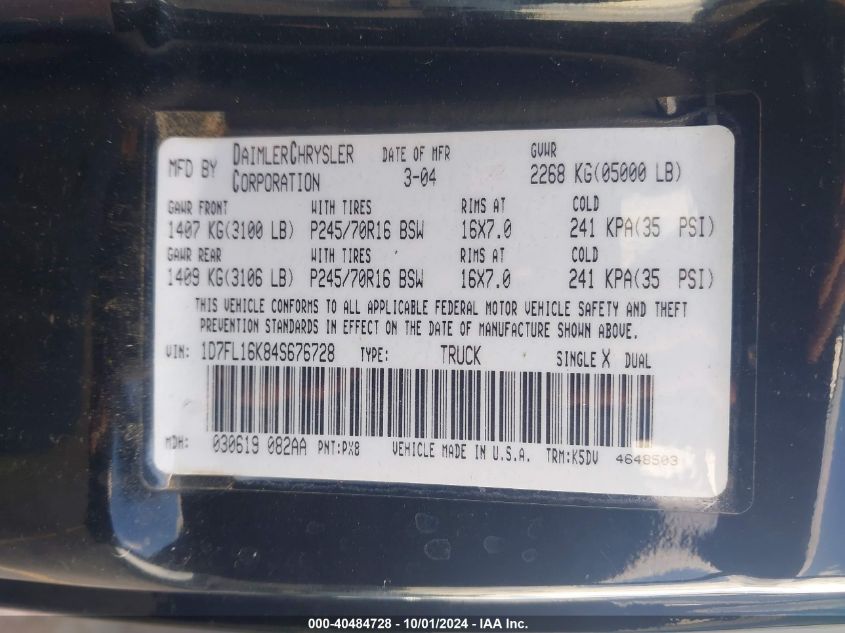 MFD BY DAIMLERCHRYSLER CORPORATION DATE OF MFR 3-04 GVWR 2268 KG(05000 LB)
GAWR FRONT WITH TIRES RIMS AT COLD
1407 KG(3100 LB) P245/70R16 BSW 16X7.0 241 KPA(35 PSI)
GAWR REAR WITH TIRES RIMS AT COLD
1409 KG(3106 LB) P245/70R16 BSW 16X7.0 241 KPA(35 PSI)
THIS VEHICLE CONFORMS TO ALL APPLICABLE FEDERAL MOTOR VEHICLE SAFETY AND THEFT
PREVENTION STANDARDS IN EFFECT ON THE DATE OF MANUFACTURE SHOWN ABOVE.
VIN: 1D7FL16K84S676728 TYPE: TRUCK SINGLE X DUAL
MDH: 030619 082AA PNT:PX8 VEHICLE MADE IN U.S.A. TRM:K5DV 4648503
000-40484728 - 10/01/2024 - IAA Inc.